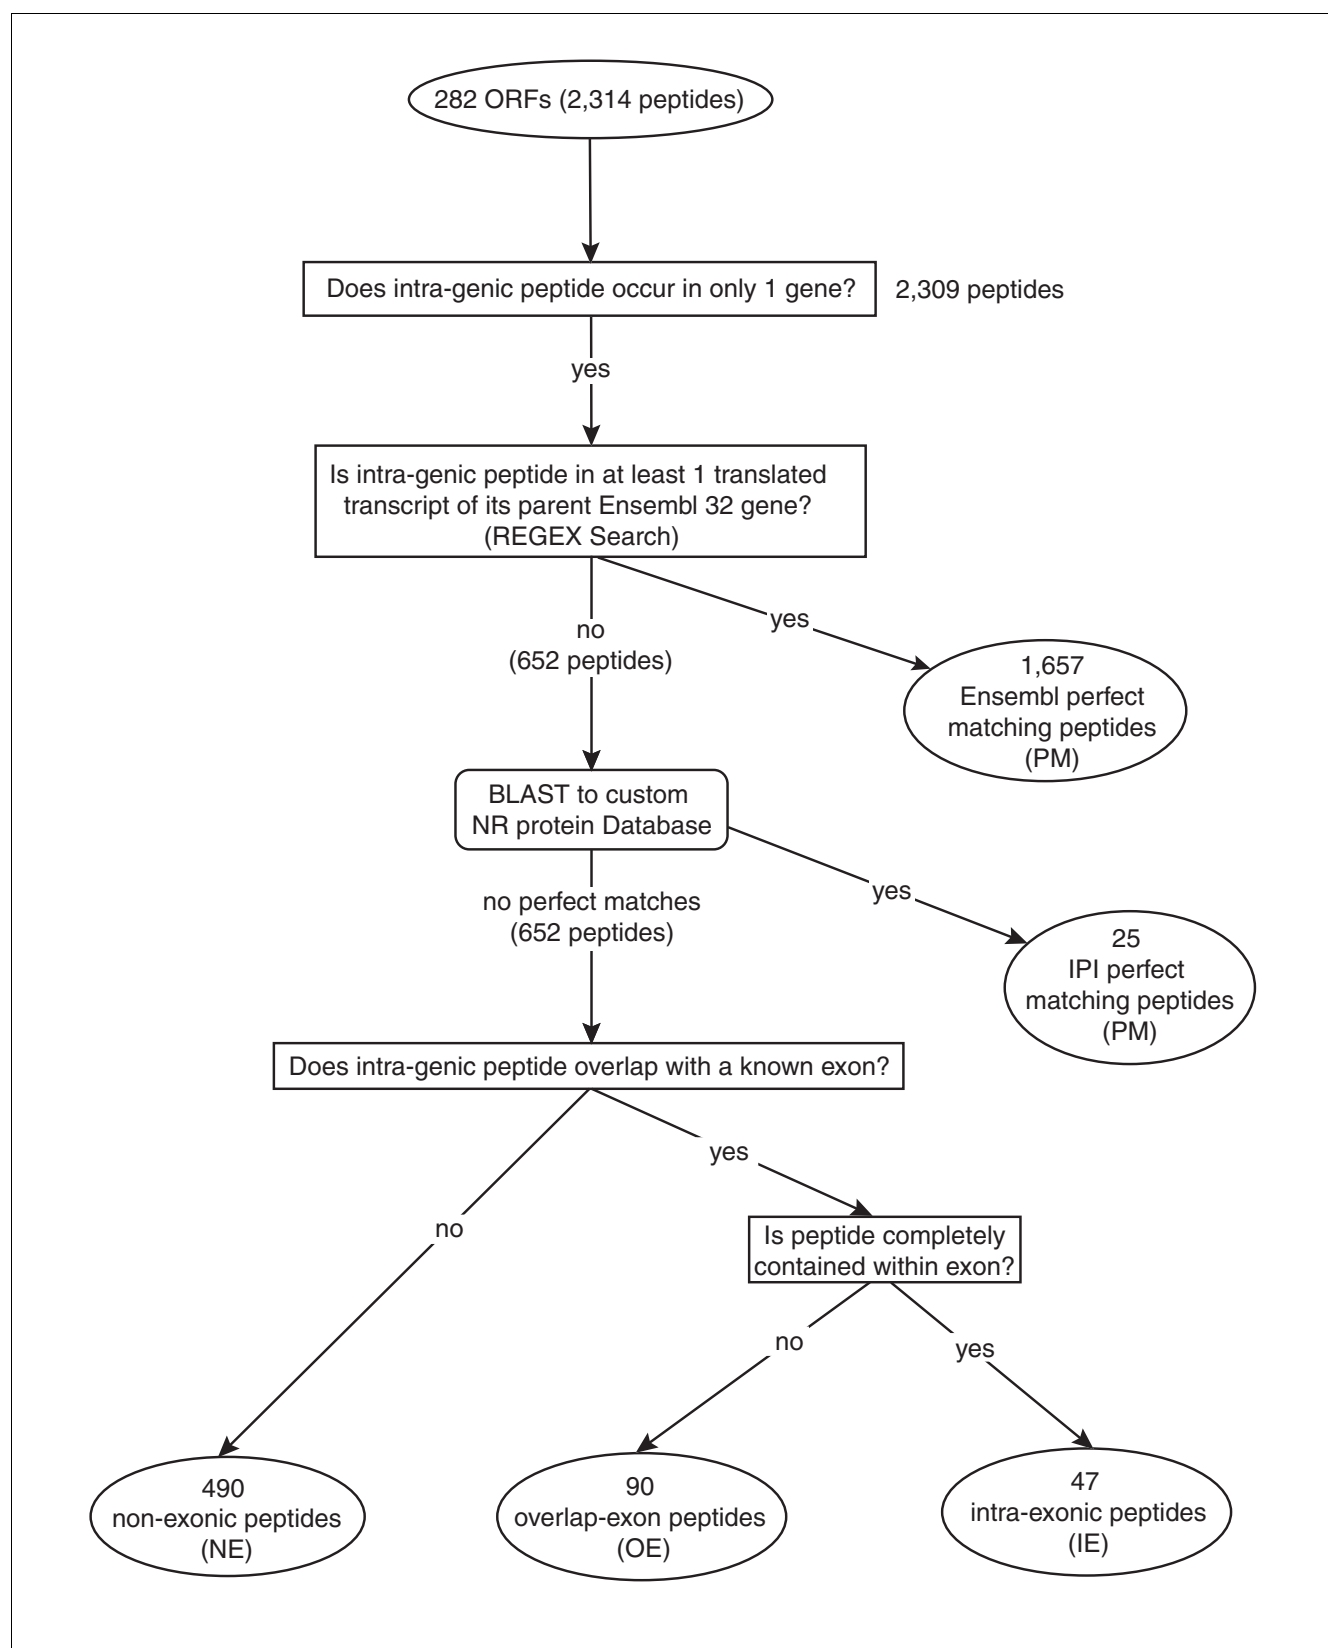 282 ORFs (2,314 peptides)
Does intra-genic peptide occur in only 1 gene?
2,309 peptides
yes
Is intra-genic peptide in at least 1 translated
transcript of its parent Ensembl 32 gene?
(REGEX Search)
no
(652 peptides)
yes
1,657
Ensembl perfect
matching peptides
(PM)
BLAST to custom
NR protein Database
no perfect matches
(652 peptides)
yes
25
IPI perfect
matching peptides
(PM)
Does intra-genic peptide overlap with a known exon?
no
yes
Is peptide completely
contained within exon?
no
yes
490
non-exonic peptides
(NE)
90
overlap-exon peptides
(OE)
47
intra-exonic peptides
(IE)